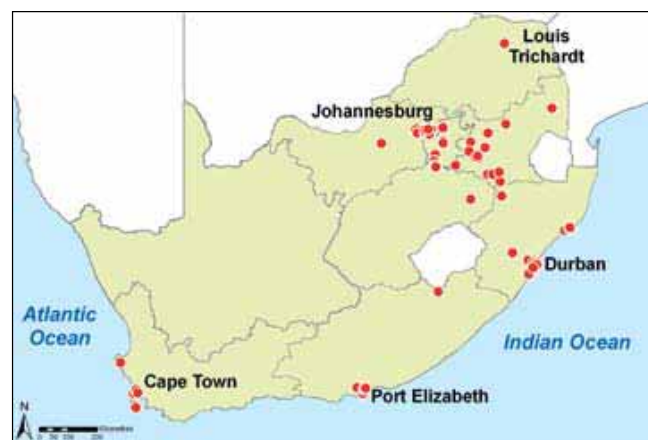 Louis
Trichardt
Johannesburg
Durban
Atlantic
Ocean
Indian Ocean
Cape Town
Port Elizabeth
N